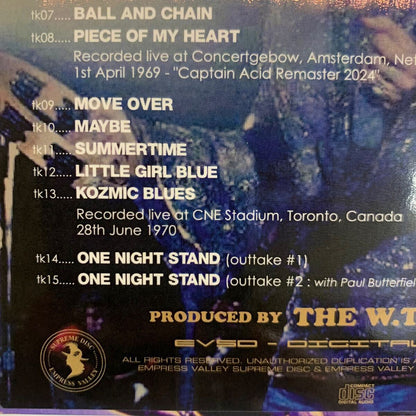 tk07..... BALL AND CHAIN
tk08..... PIECE OF MY HEART
Recorded live at Concertgebow, Amsterdam, Net
1st April 1969 - "Captain Acid Remaster 2024"
tk09..... MOVE OVER
tk10..... MAYBE
tk11..... SUMMERTIME
tk12..... LITTLE GIRL BLUE
tk13..... KOZMIC BLUES
Recorded live at CNE Stadium, Toronto, Canada
28th June 1970
tk14..... ONE NIGHT STAND (outtake #1)
tk15..... ONE NIGHT STAND (outtake #2 : with Paul Butterfiel
PRODUCED BY THE W.T
EVSD - DIGITAL
ALL RIGHTS RESERVED. UNAUTHORIZED DUPLICATION IS A
EMPRESS VALLEY SUPREME DISC & EMPRESS VALLEY
SUPREME DISC
EMPRESS VALLEY
COMPACT
disc
DIGITAL AUDIO